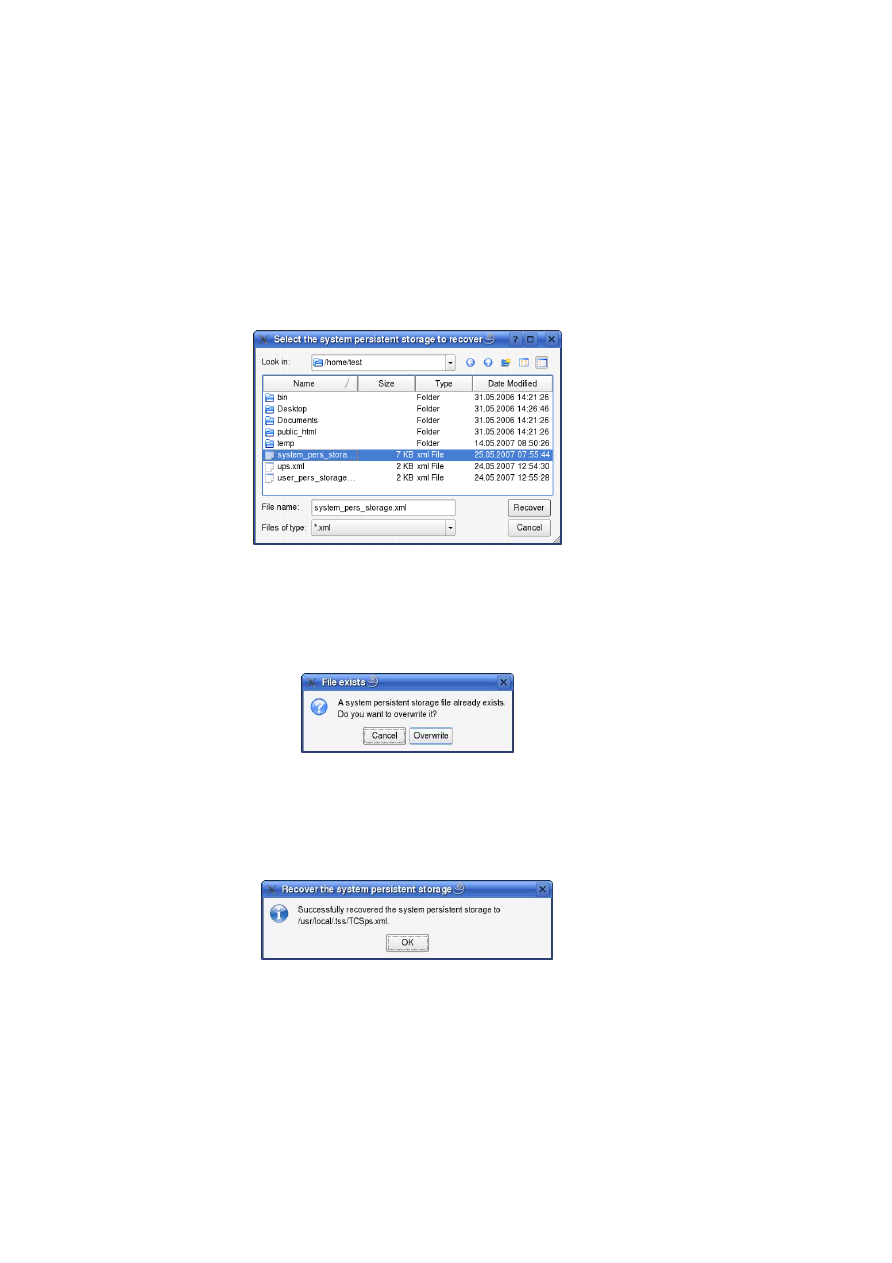 Select the system persistent storage to recover
Look in: /home/test
Name Size Type Date Modified
bin Folder 31.05.2006 14:21:26
Desktop Folder 31.05.2006 14:26:46
Documents Folder 31.05.2006 14:21:26
public_html Folder 31.05.2006 14:21:26
temp Folder 14.05.2007 08:50:26
system_pers_stora... 7 KB xml File 25.05.2007 07:55:44
ups.xml 2 KB xml File 24.05.2007 12:54:30
user_pers_storage... 2 KB xml File 24.05.2007 12:55:28
File name: system_pers_storage.xml Recover
Files of type: *.xml Cancel
File exists
A system persistent storage file already exists.
Do you want to overwrite it?
Cancel Overwrite
Recover the system persistent storage
Successfully recovered the system persistent storage to
/usr/local/.tss/TCSps.xml.
OK